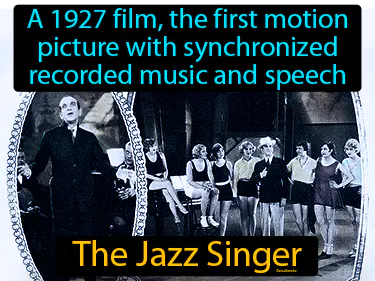 A 1927 film, the first motion
picture with synchronized
recorded music and speech
The Jazz Singer